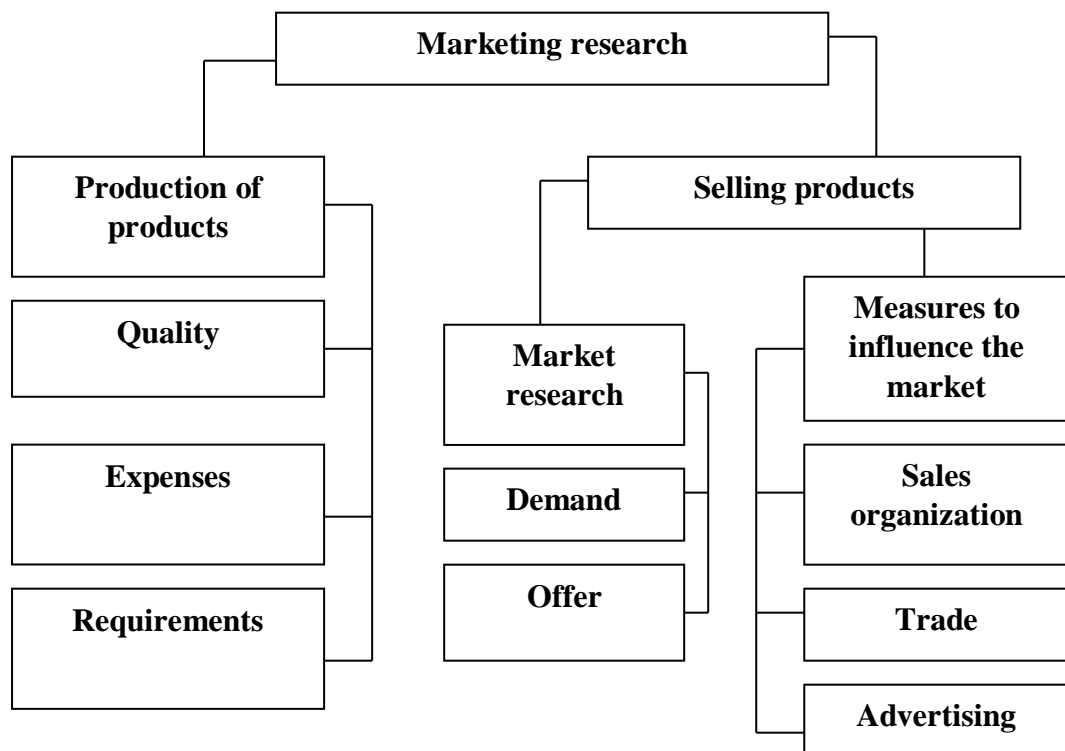 Marketing research
Production of
products
Quality
Expenses
Requirements
Selling products
Market
research
Demand
Offer
Measures to
influence the
market
Sales
organization
Trade
Advertising